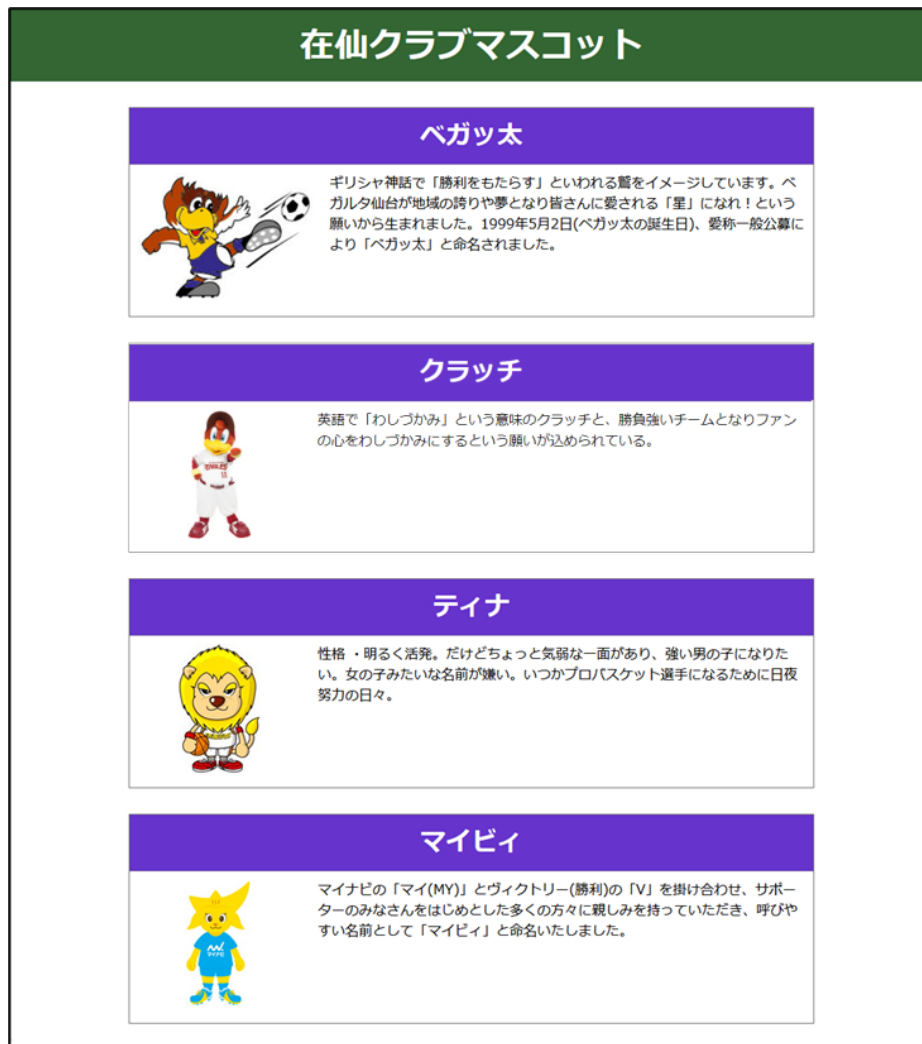 在仙クラブマスコット
ベガッ太
ギリシャ神話で「勝利をもたらす」といわれる鷲をイメージしています。ベ
ガルタ仙台が地域の誇りや夢となり皆さんに愛される「星」になれ！という
願いから生まれました。1999年5月2日(ベガッ太の誕生日)、愛称一般公募に
より「ベガッ太」と命名されました。
クラッチ
英語で「わしづかみ」という意味のクラッチと、勝負強いチームとなりファン
の心をわしづかみにするという願いが込められている。
EAGLES
ティナ
性格 ・明るく活発。だけどちょっと気弱な一面があり、強い男の子になりた
い。女の子みたいな名前が嫌い。いつかプロバスケット選手になるために日夜
努力の日々。
マイビィ
マイナビの「マイ(MY)」とヴィクトリー(勝利)の「V」を掛け合わせ、サポー
ターのみなさんをはじめとした多くの方々に親しみを持っていただき、呼びや
すい名前として「マイビィ」と命名いたしました。
マイナビ